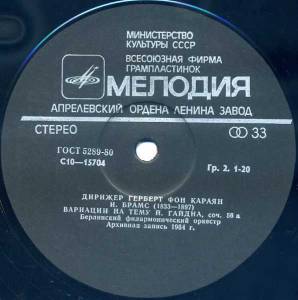 МИНИСТЕРСТВО
КУЛЬТУРЫ СССР
ВСЕСОЮЗНАЯ ФИРМА
ГРАМПЛАСТИНОК
МЕЛОДИЯ
АПРЕЛЕВСКИЙ ОРДЕНА ЛЕНИНА ЗАВОД
СТЕРЕО 33
ГОСТ 5289-80
С10—15704 Гр. 2. 1-20
ДИРИЖЕР ГЕРБЕРТ ФОН КАРАЯН
И. БРАМС (1833—1897)
ВАРИАЦИИ НА ТЕМУ Й. ГАЙДНА, соч. 56 а
Берлинский филармонический оркестр
Архивная запись 1964 г.